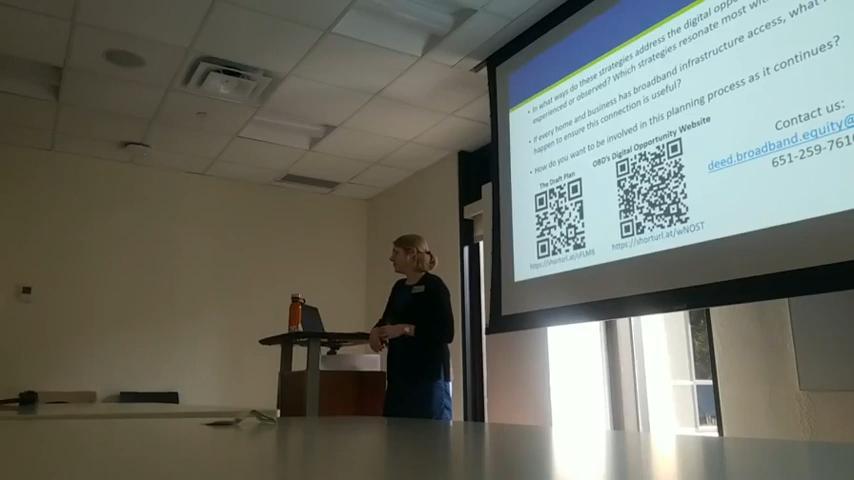 In what ways do these strategies address the digital oppo
experienced or observed? Which strategies resonate most with
If every home and business has broadband infrastructure access, what
happen to ensure this connection is useful?
How do you want to be involved in this planning process as it continues?
The Draft Plan
OBD's Digital Opportunity Website
Contact us:
deed.broadband.equity@
651-259-761
https://shorturl.at/wNOST